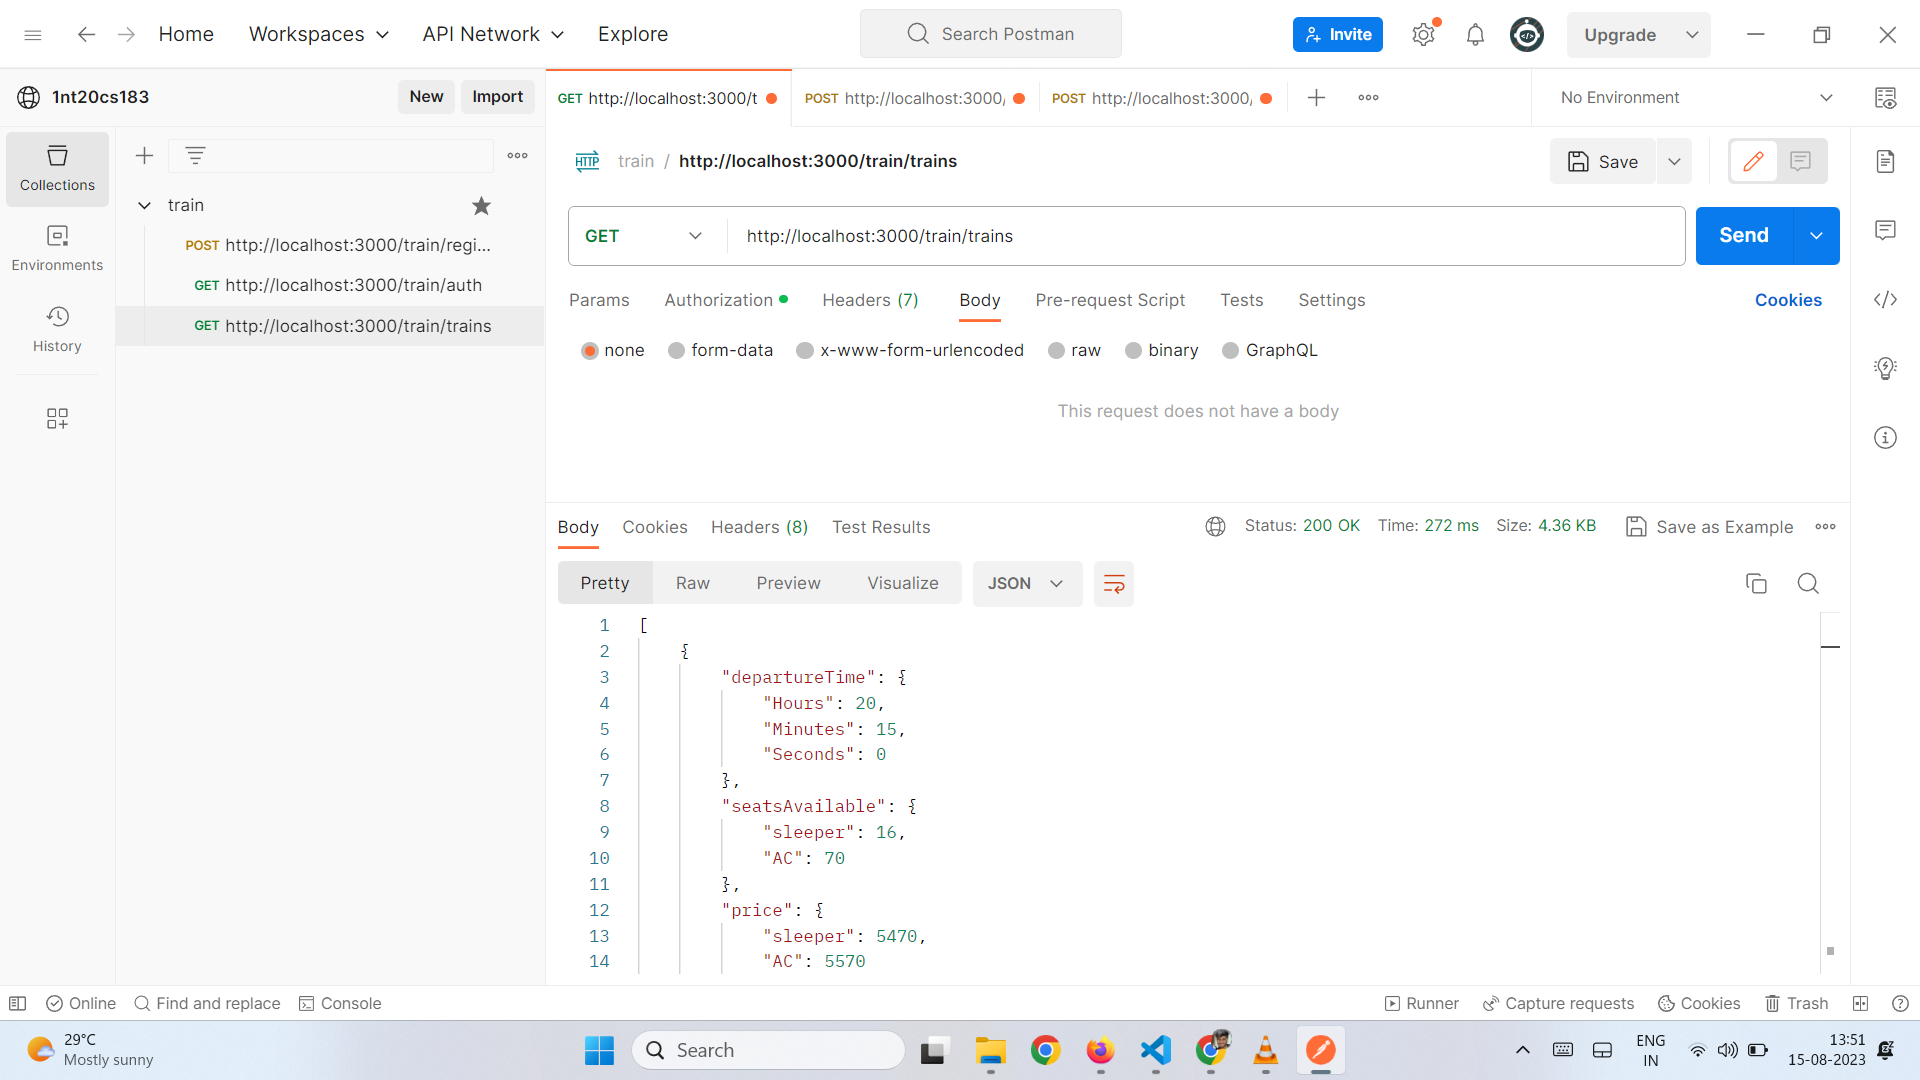 Home
Workspaces
API Network
Explore
Search Postman
Invite
Upgrade
1nt20cs183
New
Import
GET http://localhost:3000/t
POST http://localhost:3000/
POST http://localhost:3000/
No Environment
Collections
Environments
History
train
POST http://localhost:3000/train/regi...
GET http://localhost:3000/train/auth
GET http://localhost:3000/train/trains
HTTP train / http://localhost:3000/train/trains
Save
GET http://localhost:3000/train/trains
Send
Params Authorization Headers (7) Body Pre-request Script Tests Settings Cookies
none form-data x-www-form-urlencoded raw binary GraphQL
This request does not have a body
Body Cookies Headers (8) Test Results Status: 200 OK Time: 272 ms Size: 4.36 KB Save as Example
Pretty Raw Preview Visualize JSON
1 [
2 {
3 "departureTime": {
4 "Hours": 20,
5 "Minutes": 15,
6 "Seconds": 0
7 },
8 "seatsAvailable": {
9 "sleeper": 16,
10 "AC": 70
11 },
12 "price": {
13 "sleeper": 5470,
14 "AC": 5570
Online Find and replace Console Runner Capture requests Cookies Trash
29°C
Mostly sunny
Search
ENG
IN
13:51
15-08-2023